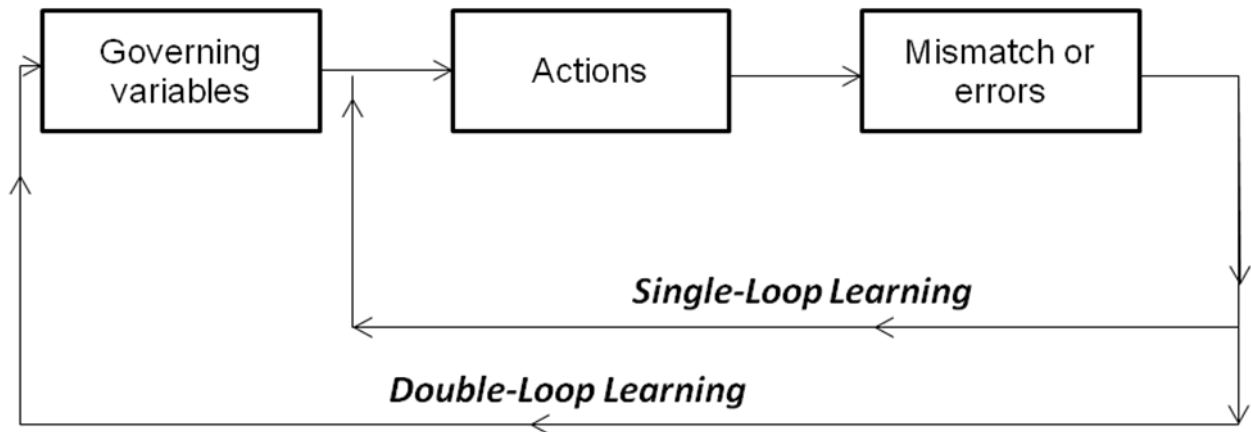 Governing
variables
Actions
Mismatch or
errors
Single-Loop Learning
Double-Loop Learning